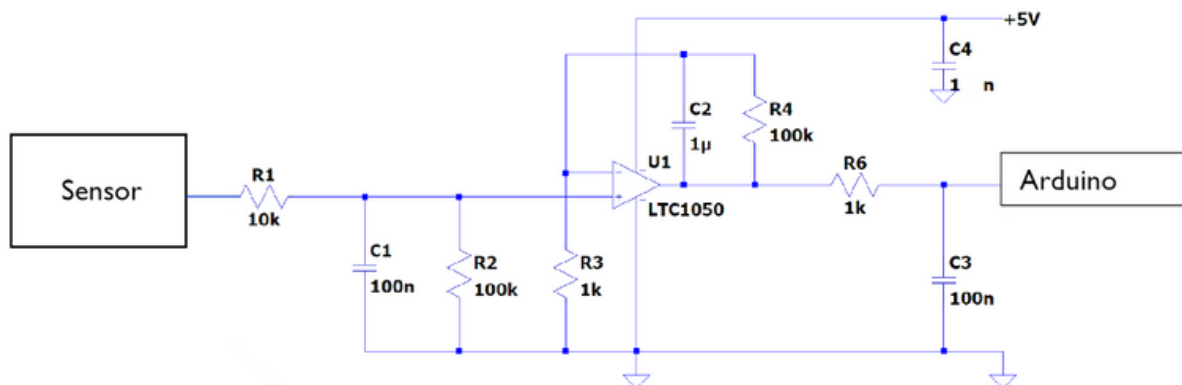 +5V
C4
1 n
C2
1µ
R4
100k
U1
LTC1050
Sensor
R1
10k
R6
1k
Arduino
C1
100n
R2
100k
R3
1k
C3
100n